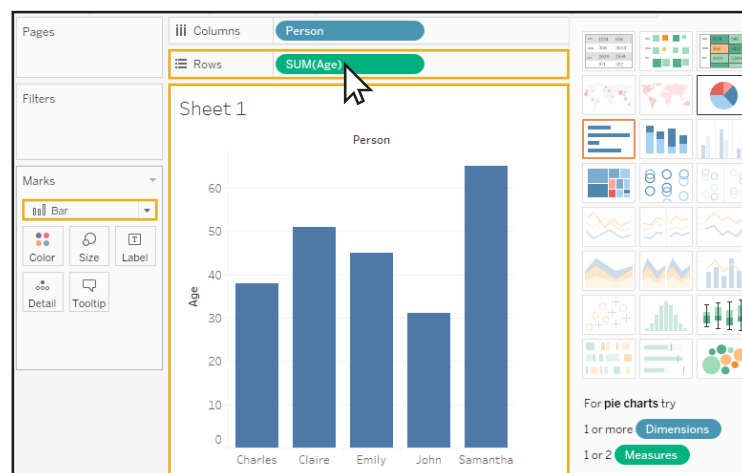 Pages
Columns
Person
Rows
SUM(Age)
Filters
Marks
Bar
Color
Size
Label
Detail
Tooltip
Sheet 1
Person
Age
60
50
40
30
20
10
0
Charles
Claire
Emily
John
Samantha
For pie charts try
1 or more Dimensions
1 or 2 Measures